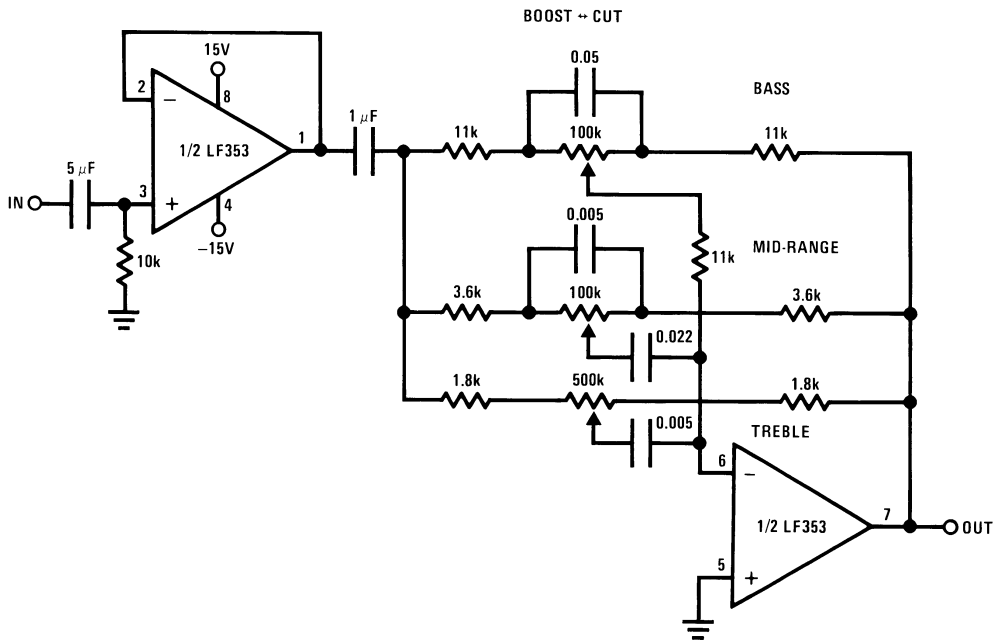 BOOST ↔ CUT
15V
0.05
2
−
8
1 μF
BASS
1/2 LF353
1
11k
100k
11k
5 μF
IN
3
+
4
−15V
0.005
10k
11k
MID-RANGE
3.6k
100k
3.6k
0.022
1.8k
500k
1.8k
0.005
TREBLE
6
−
1/2 LF353
7
OUT
5
+